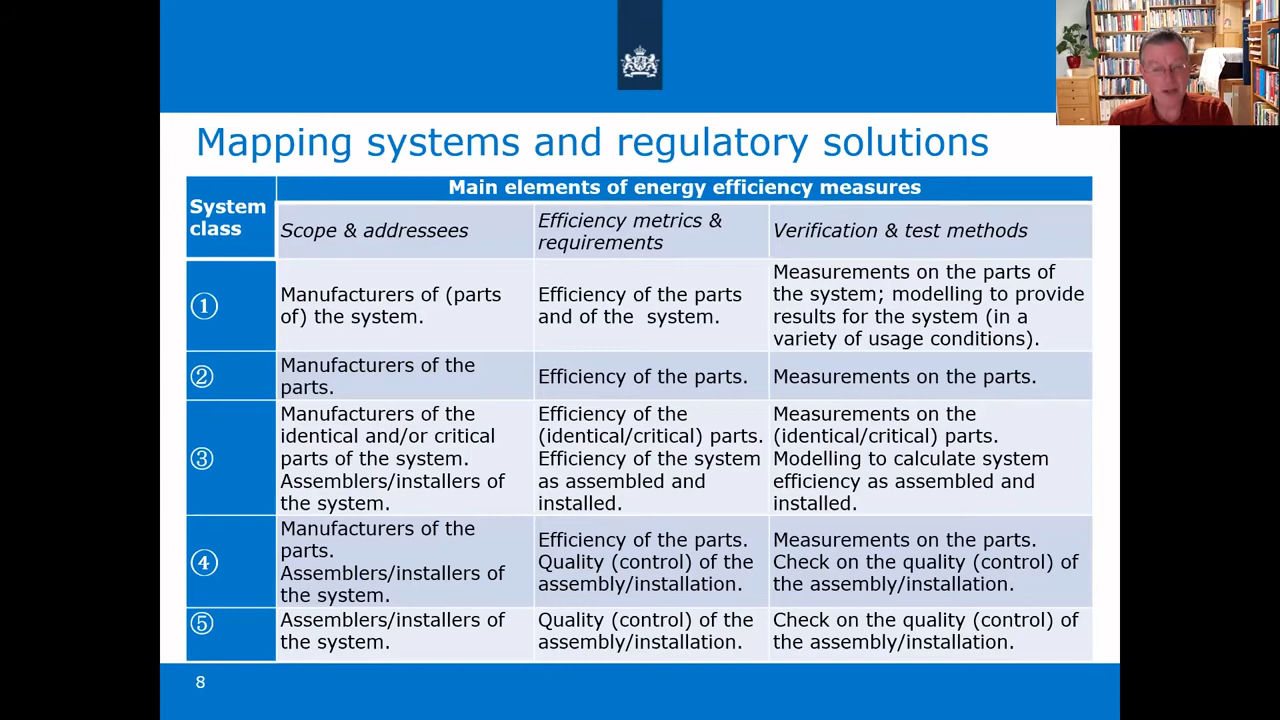 Mapping systems and regulatory solutions
System
class
Main elements of energy efficiency measures
Scope & addressees
Efficiency metrics &
requirements
Verification & test methods
①
Manufacturers of (parts
of) the system.
Efficiency of the parts
and of the system.
Measurements on the parts of
the system; modelling to provide
results for the system (in a
variety of usage conditions).
②
Manufacturers of the
parts.
Efficiency of the parts.
Measurements on the parts.
③
Manufacturers of the
identical and/or critical
parts of the system.
Assemblers/installers of
the system.
Efficiency of the
(identical/critical) parts.
Efficiency of the system
as assembled and
installed.
Measurements on the
(identical/critical) parts.
Modelling to calculate system
efficiency as assembled and
installed.
④
Manufacturers of the
parts.
Assemblers/installers of
the system.
Efficiency of the parts.
Quality (control) of the
assembly/installation.
Measurements on the parts.
Check on the quality (control) of
the assembly/installation.
⑤
Assemblers/installers of
the system.
Quality (control) of the
assembly/installation.
Check on the quality (control) of
the assembly/installation.
8